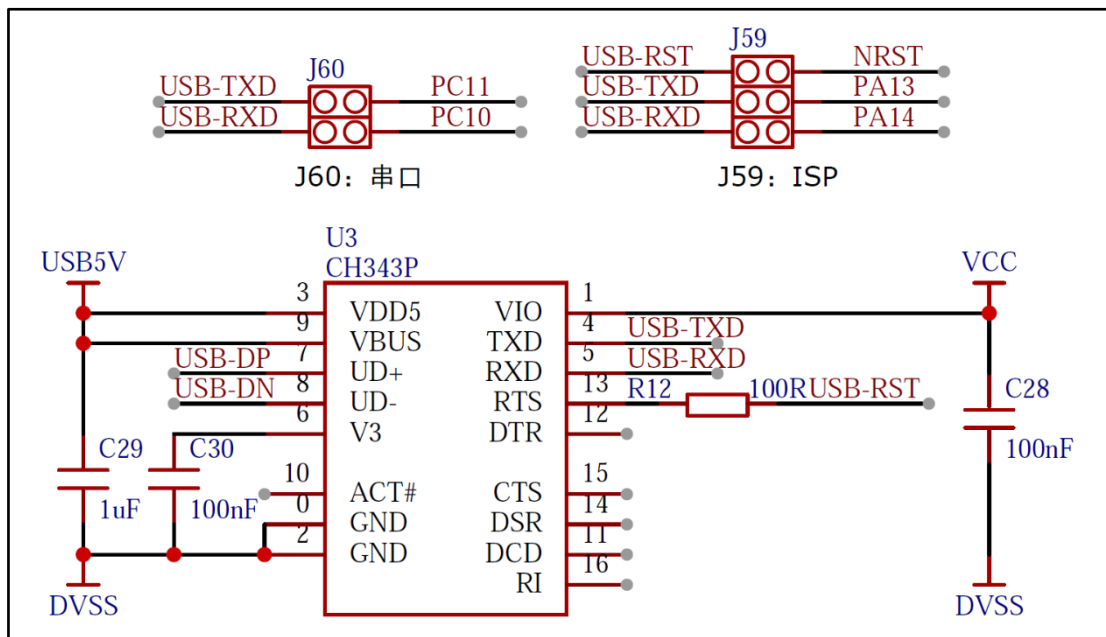 J60
USB-TXD PC11
USB-RXD PC10
J60：串口
J59
USB-RST NRST
USB-TXD PA13
USB-RXD PA14
J59：ISP
U3
CH343P
USB5V
VCC
3 VDD5 VIO 1
9 VBUS TXD 4 USB-TXD
USB-DP 7 UD+ RXD 5 USB-RXD
USB-DN 8 UD- RTS 13 R12 100R USB-RST
6 V3 DTR 12
C29
1uF
C30
100nF
C28
100nF
10 ACT# CTS 15
0 GND DSR 14
2 GND DCD 11
RI 16
DVSS
DVSS